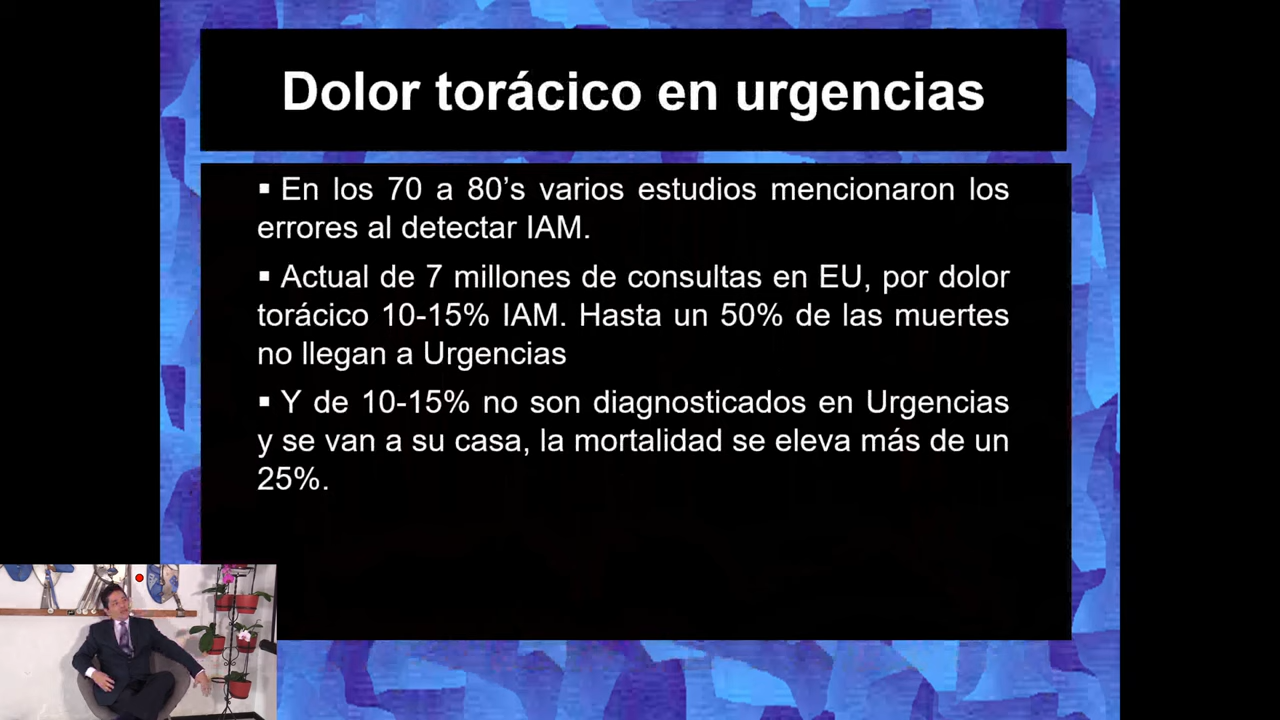 Dolor torácico en urgencias
▪ En los 70 a 80’s varios estudios mencionaron los
errores al detectar IAM.
▪ Actual de 7 millones de consultas en EU, por dolor
torácico 10-15% IAM. Hasta un 50% de las muertes
no llegan a Urgencias
▪ Y de 10-15% no son diagnosticados en Urgencias
y se van a su casa, la mortalidad se eleva más de un
25%.